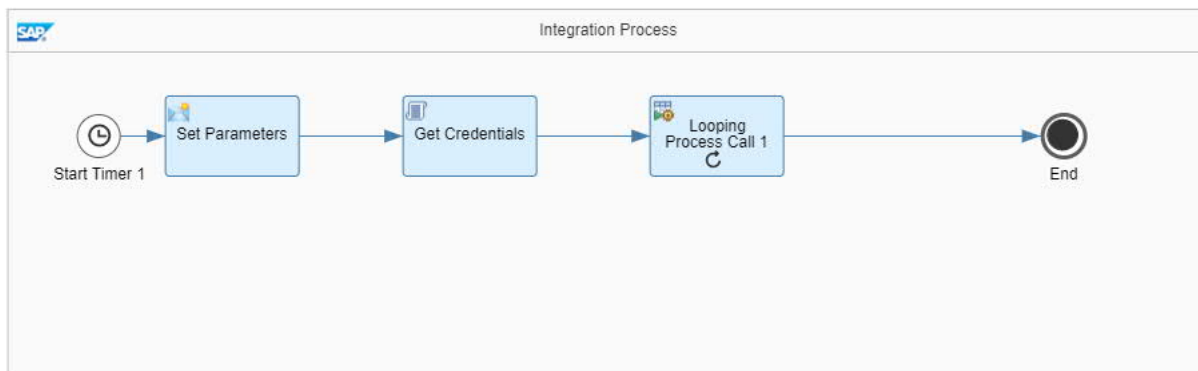 SAP
Integration Process
Set Parameters
Get Credentials
Looping
Process Call 1
Start Timer 1
End